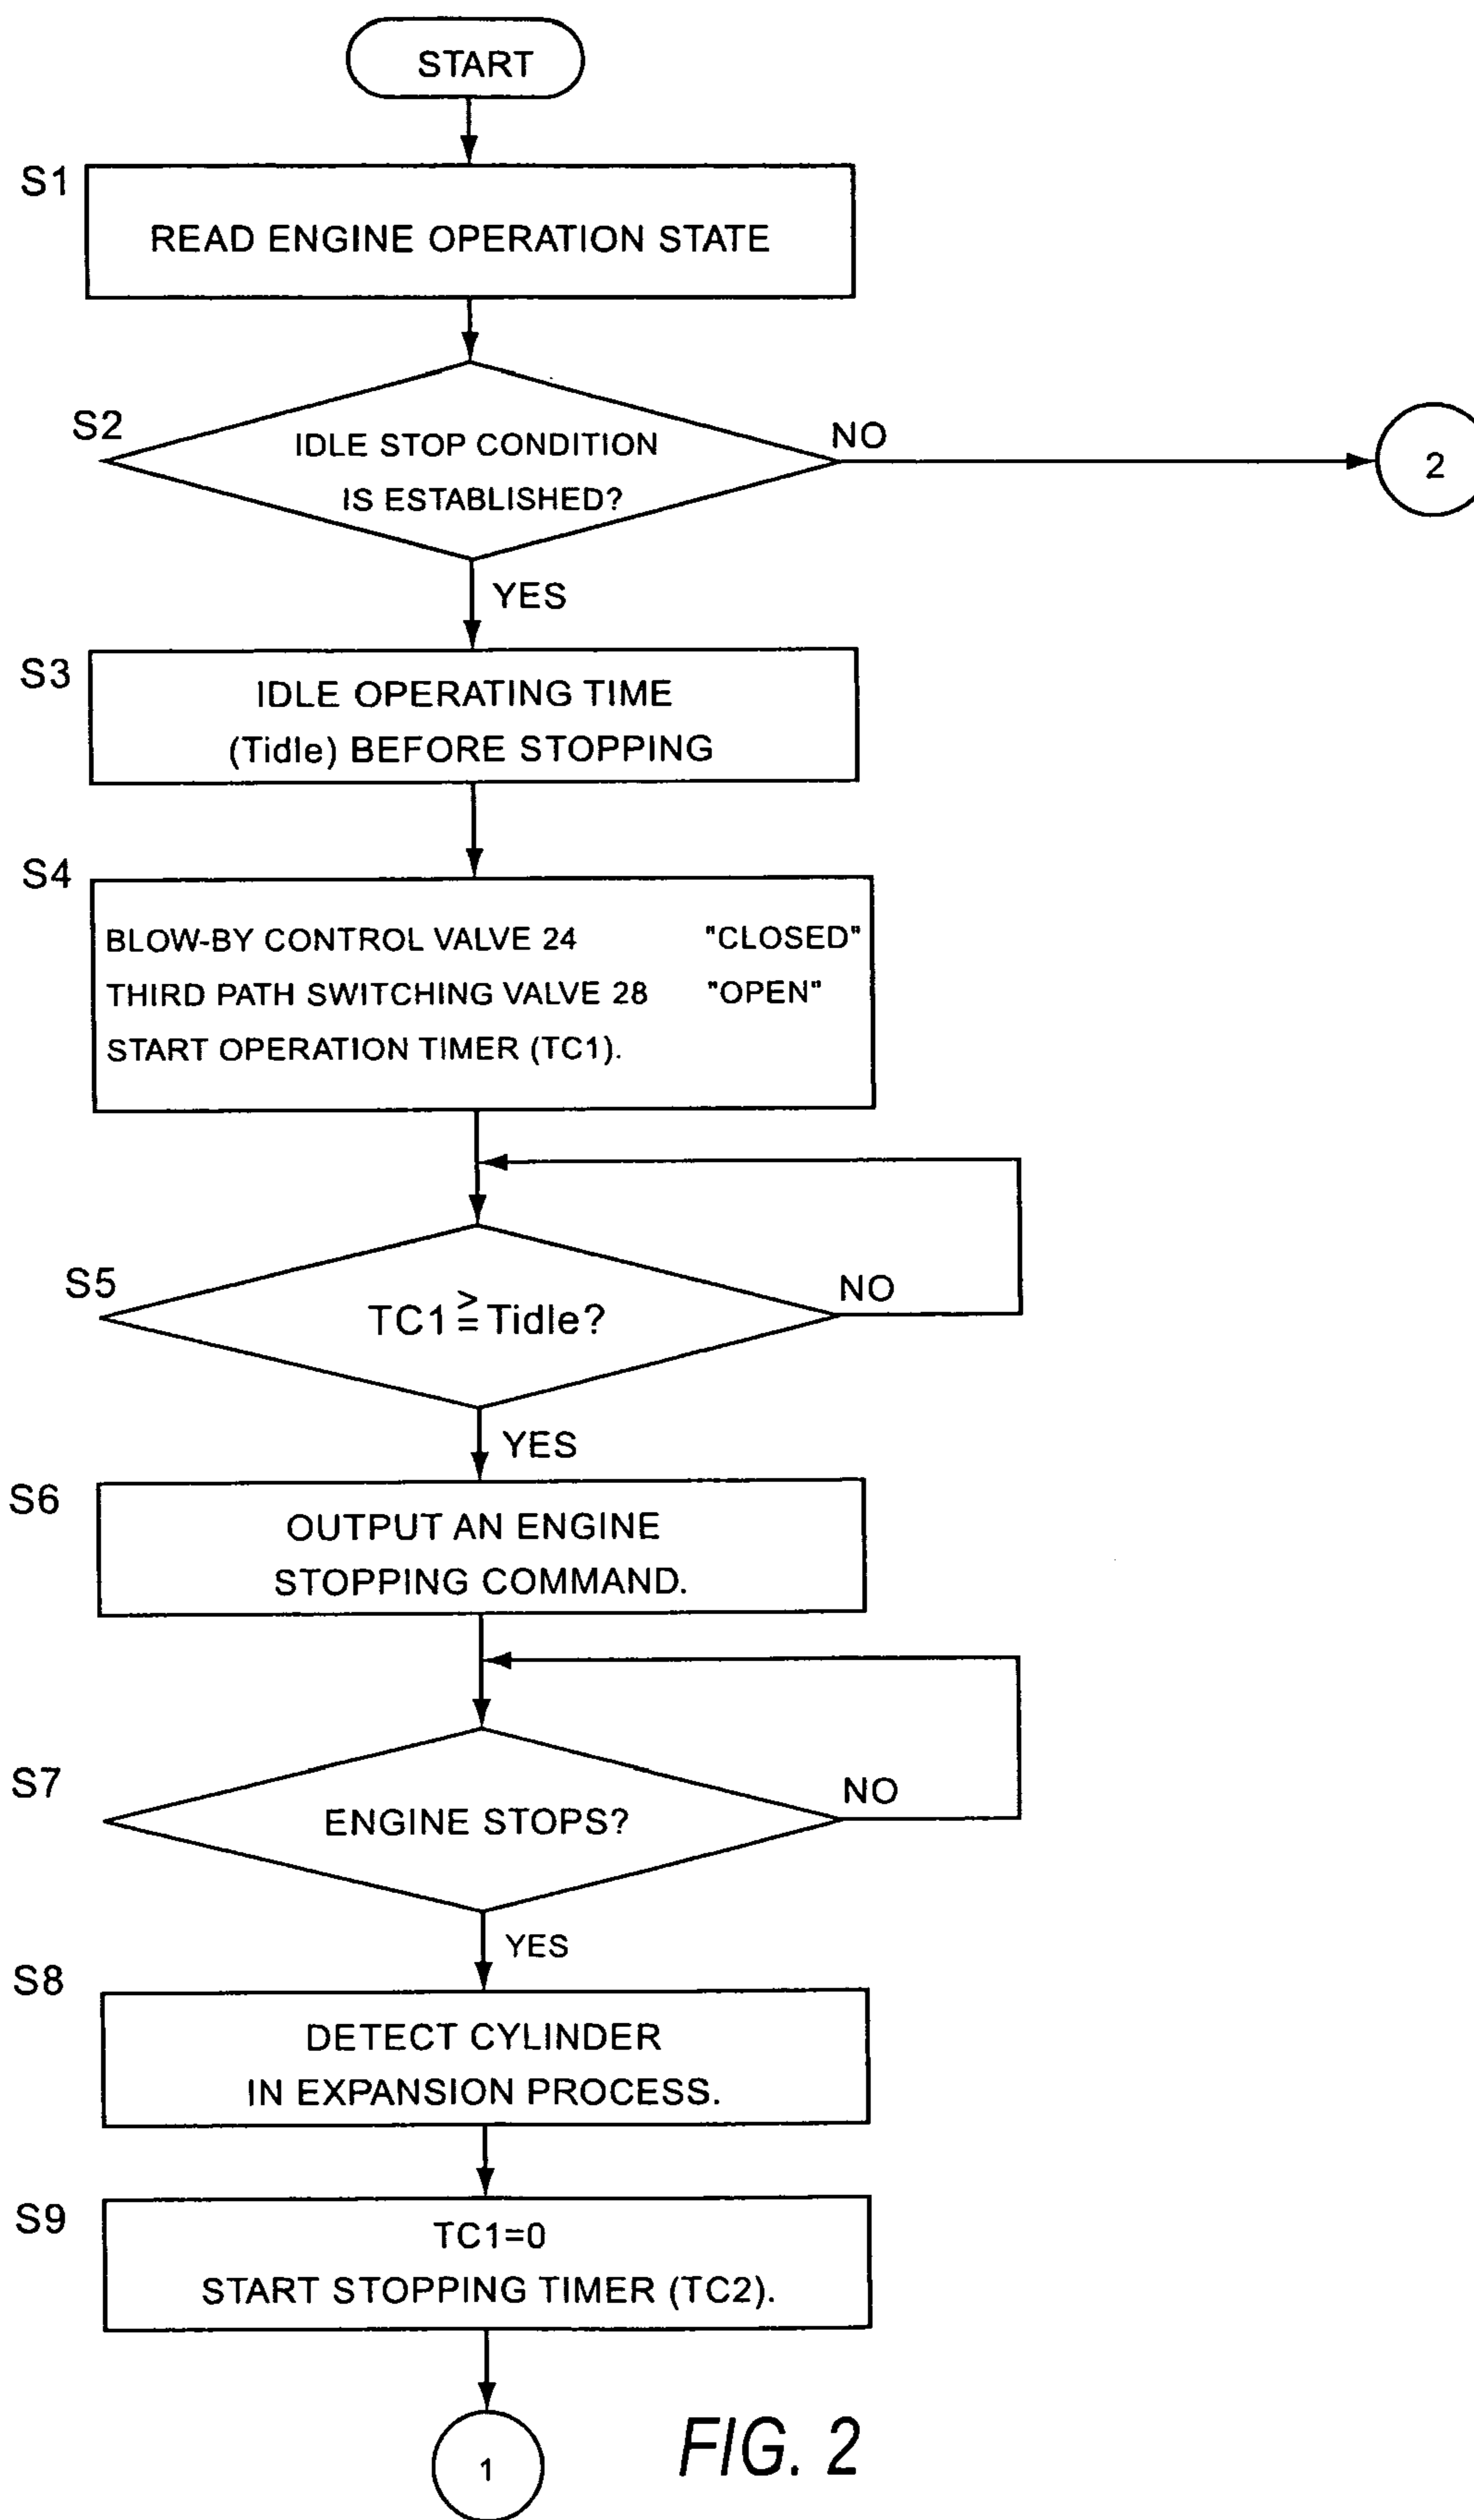 START
S1
READ ENGINE OPERATION STATE
S2
IDLE STOP CONDITION
IS ESTABLISHED?
NO
2
YES
S3
IDLE OPERATING TIME
(Tidle) BEFORE STOPPING
S4
BLOW-BY CONTROL VALVE 24 "CLOSED"
THIRD PATH SWITCHING VALVE 28 "OPEN"
START OPERATION TIMER (TC1).
S5
TC1 ≧ Tidle?
NO
YES
S6
OUTPUT AN ENGINE
STOPPING COMMAND.
S7
ENGINE STOPS?
NO
YES
S8
DETECT CYLINDER
IN EXPANSION PROCESS.
S9
TC1=0
START STOPPING TIMER (TC2).
1
FIG. 2